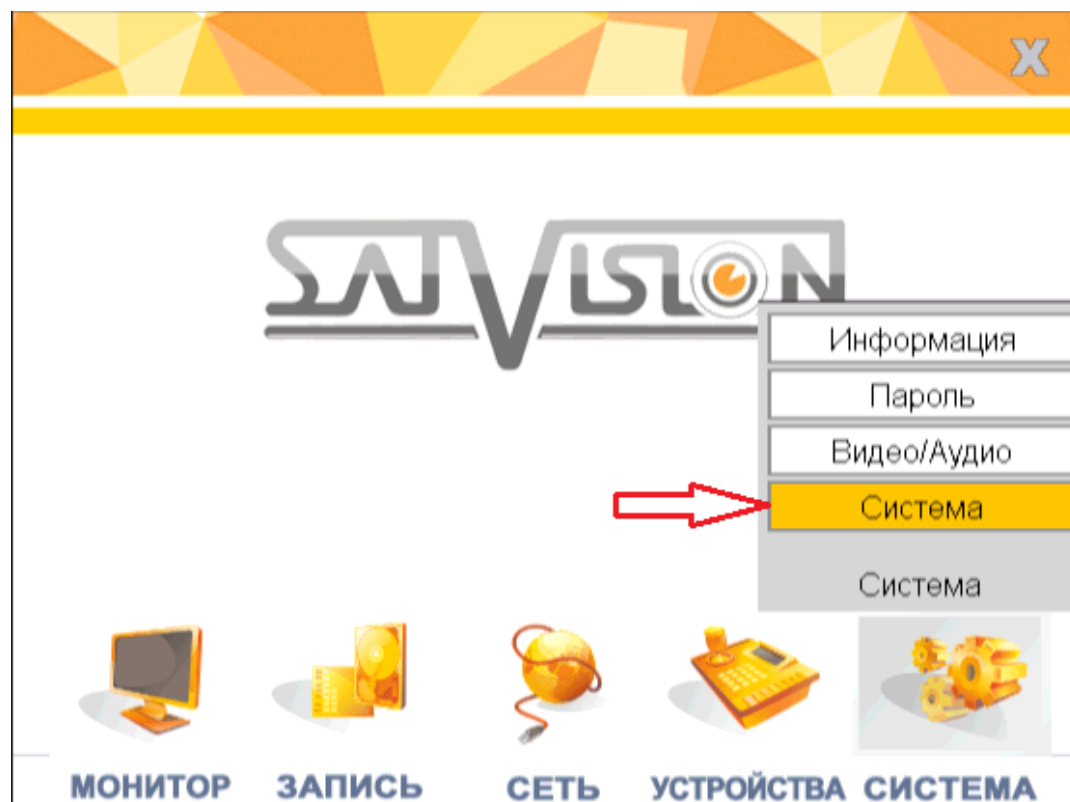 X
SATVISION
Информация
Пароль
Видео/Аудио
Система
Система
МОНИТОР ЗАПИСЬ СЕТЬ УСТРОЙСТВА СИСТЕМА